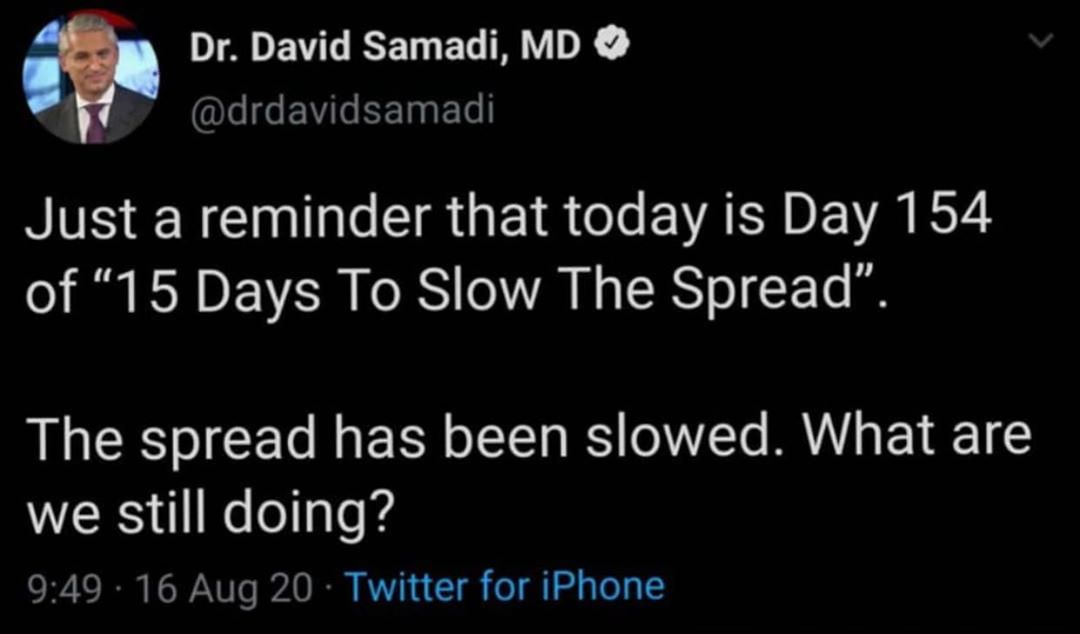 Dr. David Samadi, MD
@drdavidsamadi
Just a reminder that today is Day 154
of “15 Days To Slow The Spread”.
The spread has been slowed. What are
we still doing?
9:49 · 16 Aug 20 · Twitter for iPhone